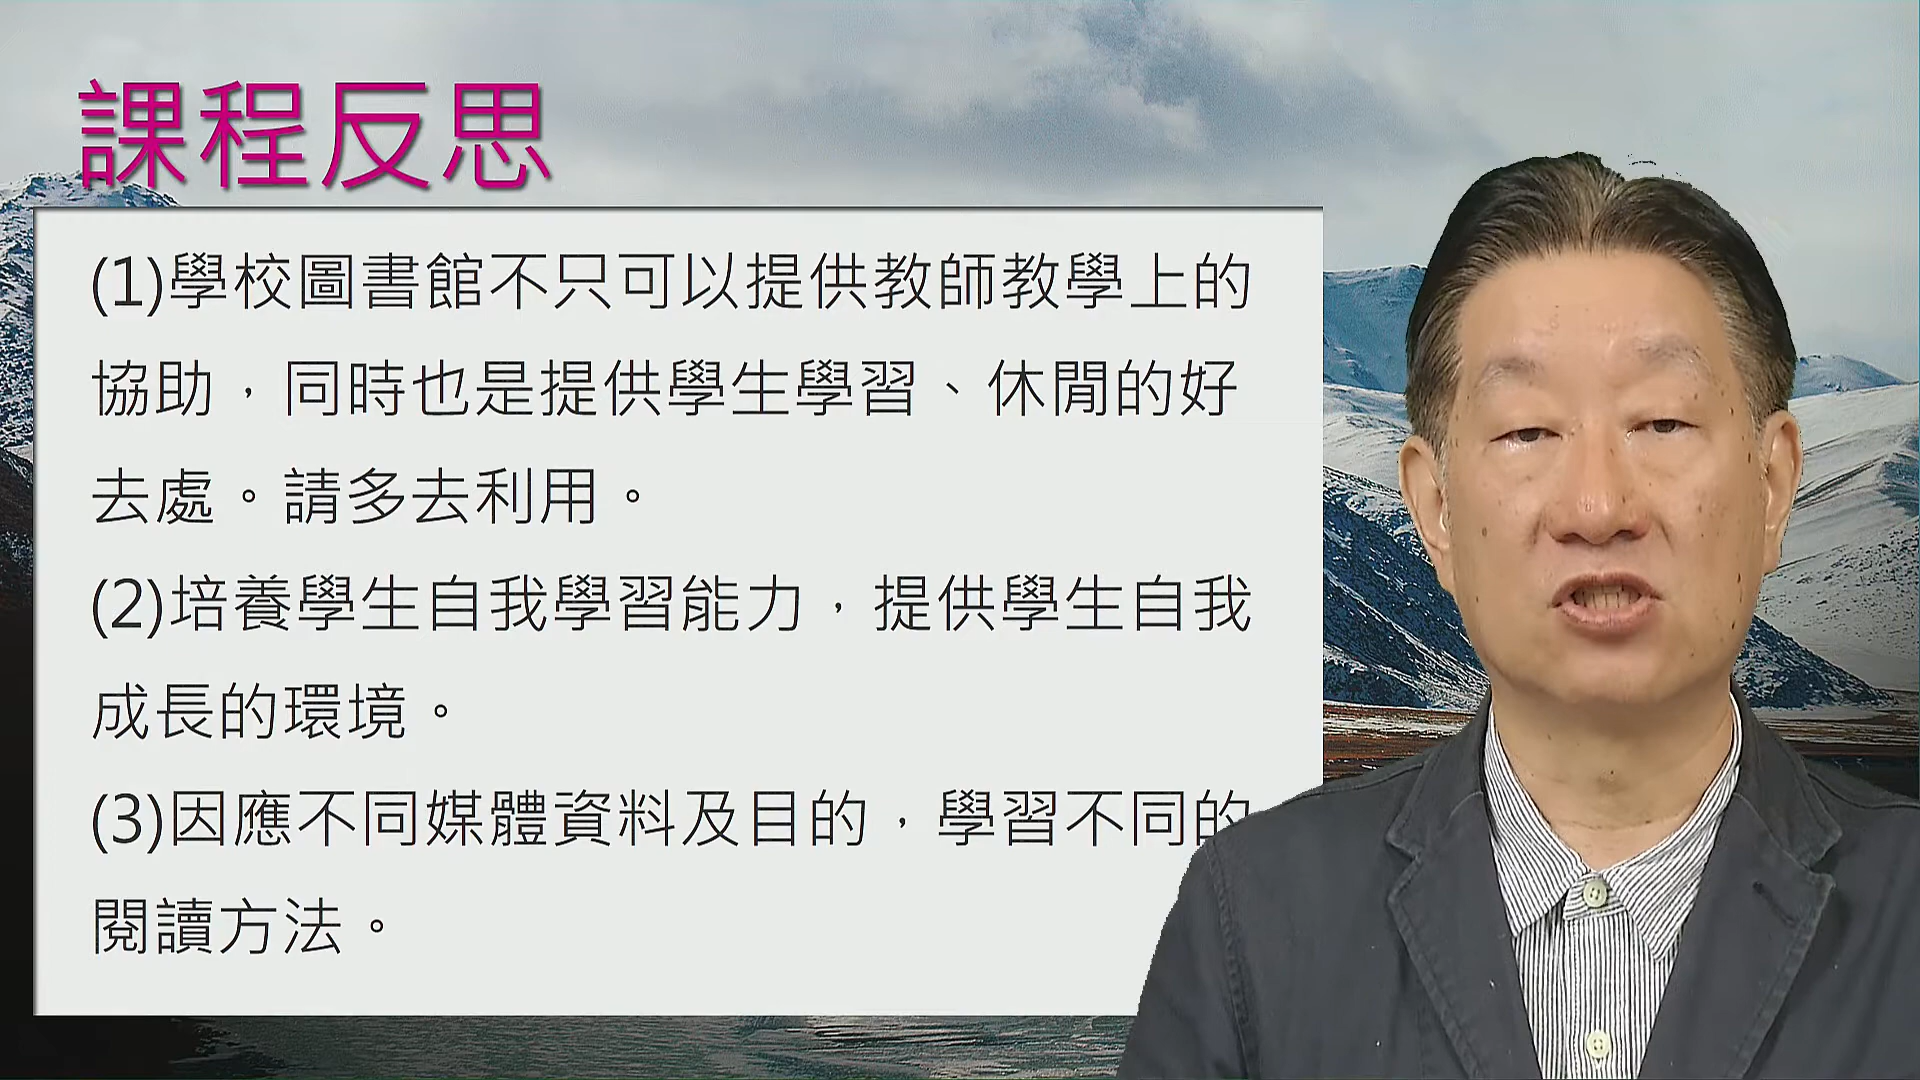 課程反思
(1)學校圖書館不只可以提供教師教學上的
協助，同時也是提供學生學習、休閒的好
去處。請多去利用。
(2)培養學生自我學習能力，提供學生自我
成長的環境。
(3)因應不同媒體資料及目的，學習不同的
閱讀方法。